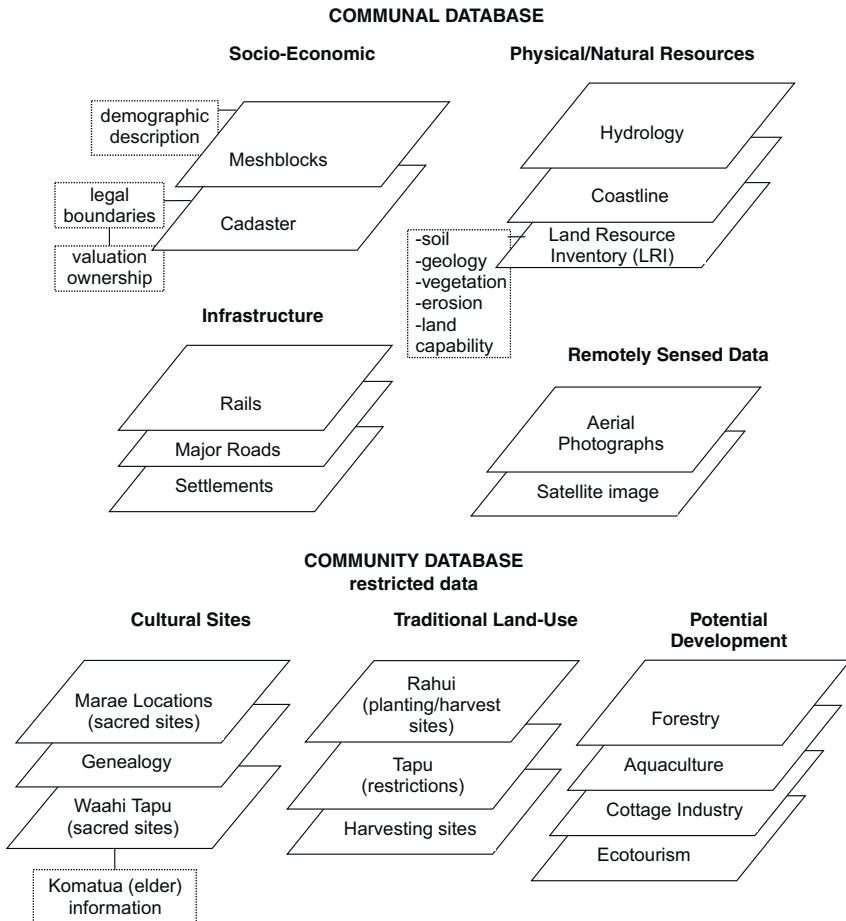 COMMUNAL DATABASE
Socio-Economic
demographic
description
Meshblocks
legal
boundaries
Cadaster
valuation
ownership
Physical/Natural Resources
Hydrology
Coastline
Land Resource
Inventory (LRI)
-soil
-geology
-vegetation
-erosion
-land
capability
Infrastructure
Rails
Major Roads
Settlements
Remotely Sensed Data
Aerial
Photographs
Satellite image
COMMUNITY DATABASE
restricted data
Cultural Sites
Marae Locations
(sacred sites)
Genealogy
Waahi Tapu
(sacred sites)
Komatua (elder)
information
Traditional Land-Use
Rahui
(planting/harvest
sites)
Tapu
(restrictions)
Harvesting sites
Potential
Development
Forestry
Aquaculture
Cottage Industry
Ecotourism